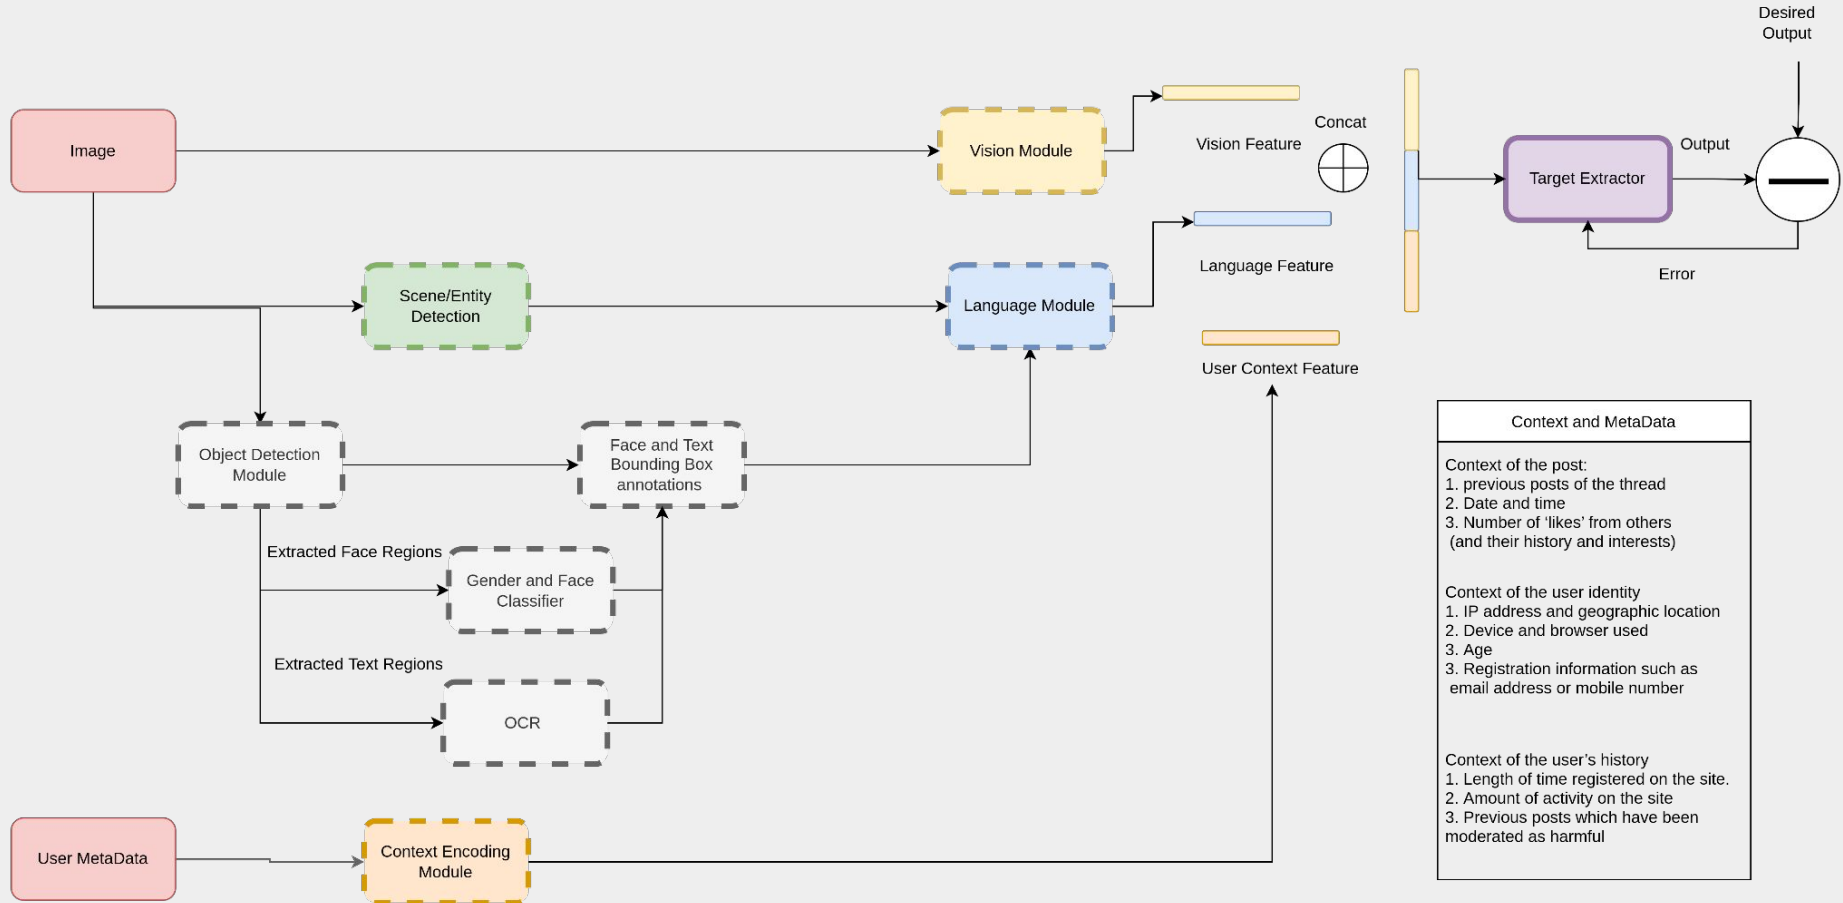 Desired
Output
Image
Vision Module
Vision Feature
Concat
Target Extractor
Output
Error
Scene/Entity
Detection
Language Module
Language Feature
User Context Feature
Object Detection
Module
Face and Text
Bounding Box
annotations
Extracted Face Regions
Gender and Face
Classifier
Extracted Text Regions
OCR
User MetaData
Context Encoding
Module
Context and MetaData
Context of the post:
1. previous posts of the thread
2. Date and time
3. Number of ‘likes’ from others
(and their history and interests)
Context of the user identity
1. IP address and geographic location
2. Device and browser used
3. Age
3. Registration information such as
email address or mobile number
Context of the user’s history
1. Length of time registered on the site.
2. Amount of activity on the site
3. Previous posts which have been
moderated as harmful